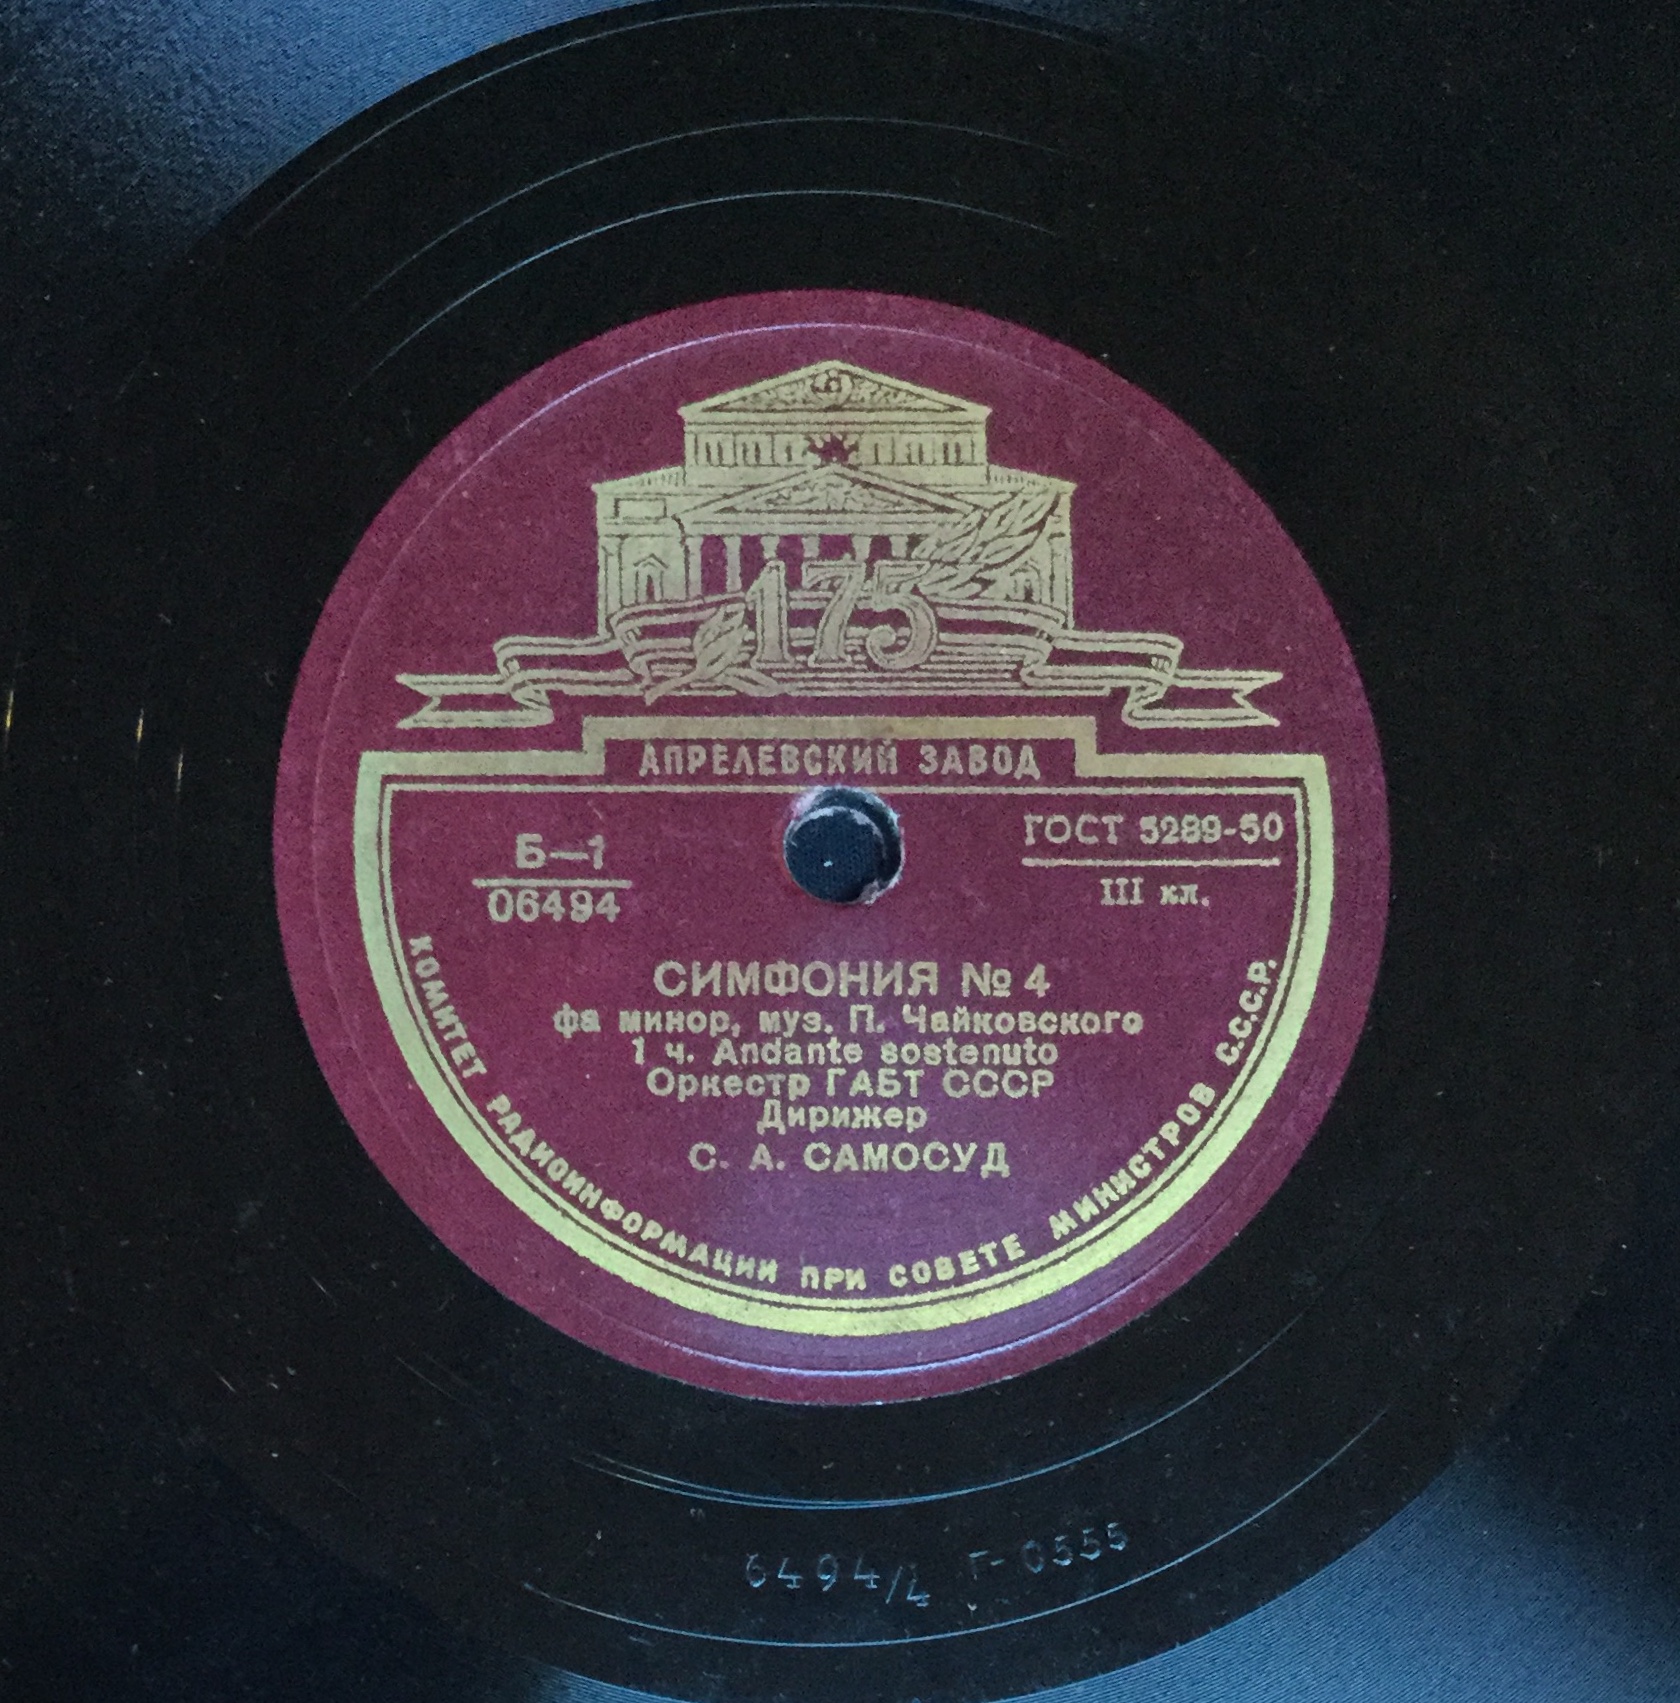 175
АПРЕЛЕВСКИЙ ЗАВОД
Б—1
06494
ГОСТ 5289-50
III кл.
СИМФОНИЯ № 4
фа минор, муз. П. Чайковского
1 ч. Andante sostenuto
Оркестр ГАБТ СССР
Дирижер
С. А. САМОСУД
КОМИТЕТ РАДИОИНФОРМАЦИИ ПРИ СОВЕТЕ МИНИСТРОВ С.С.С.Р.
6494/4 Г-0555